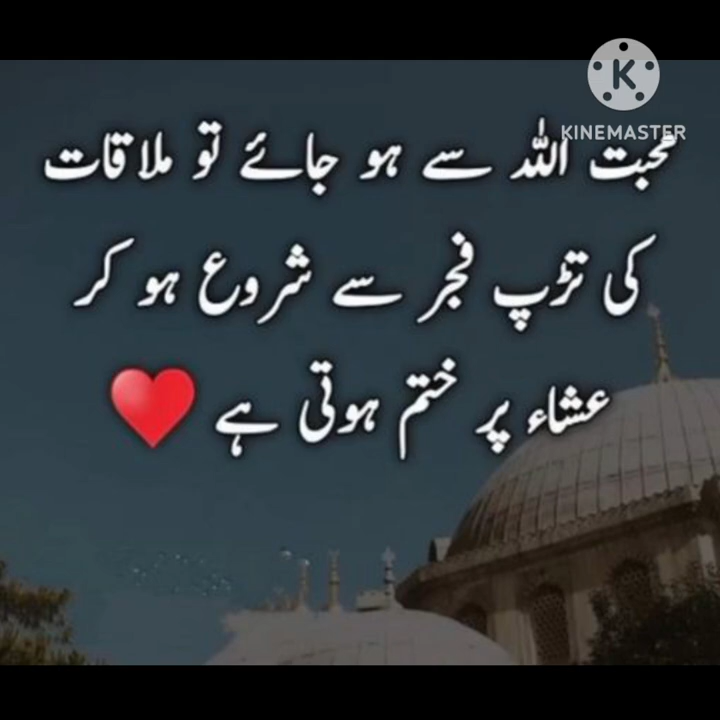 KINEMASTER
محبت اللہ سے ہو جائے تو ملاقات
کی تڑپ فجر سے شروع ہو کر
عشاء پر ختم ہوتی ہے ❤️